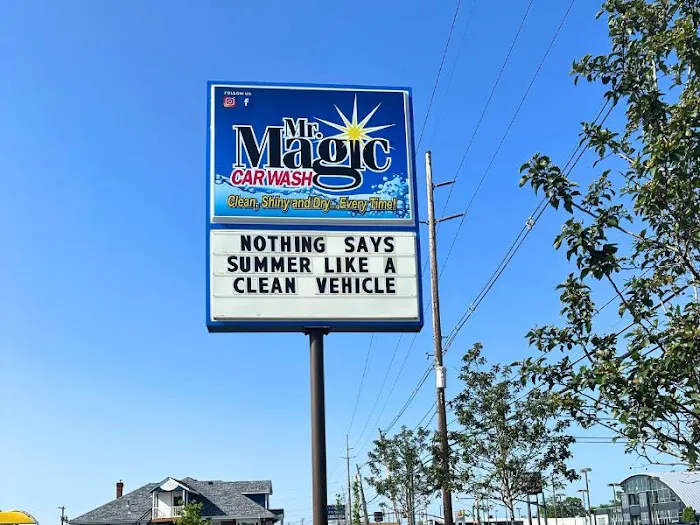 FOLLOW US
Mr.
Magic
CAR WASH
Clean, Shiny and Dry... Every Time!
NOTHING SAYS
SUMMER LIKE A
CLEAN VEHICLE